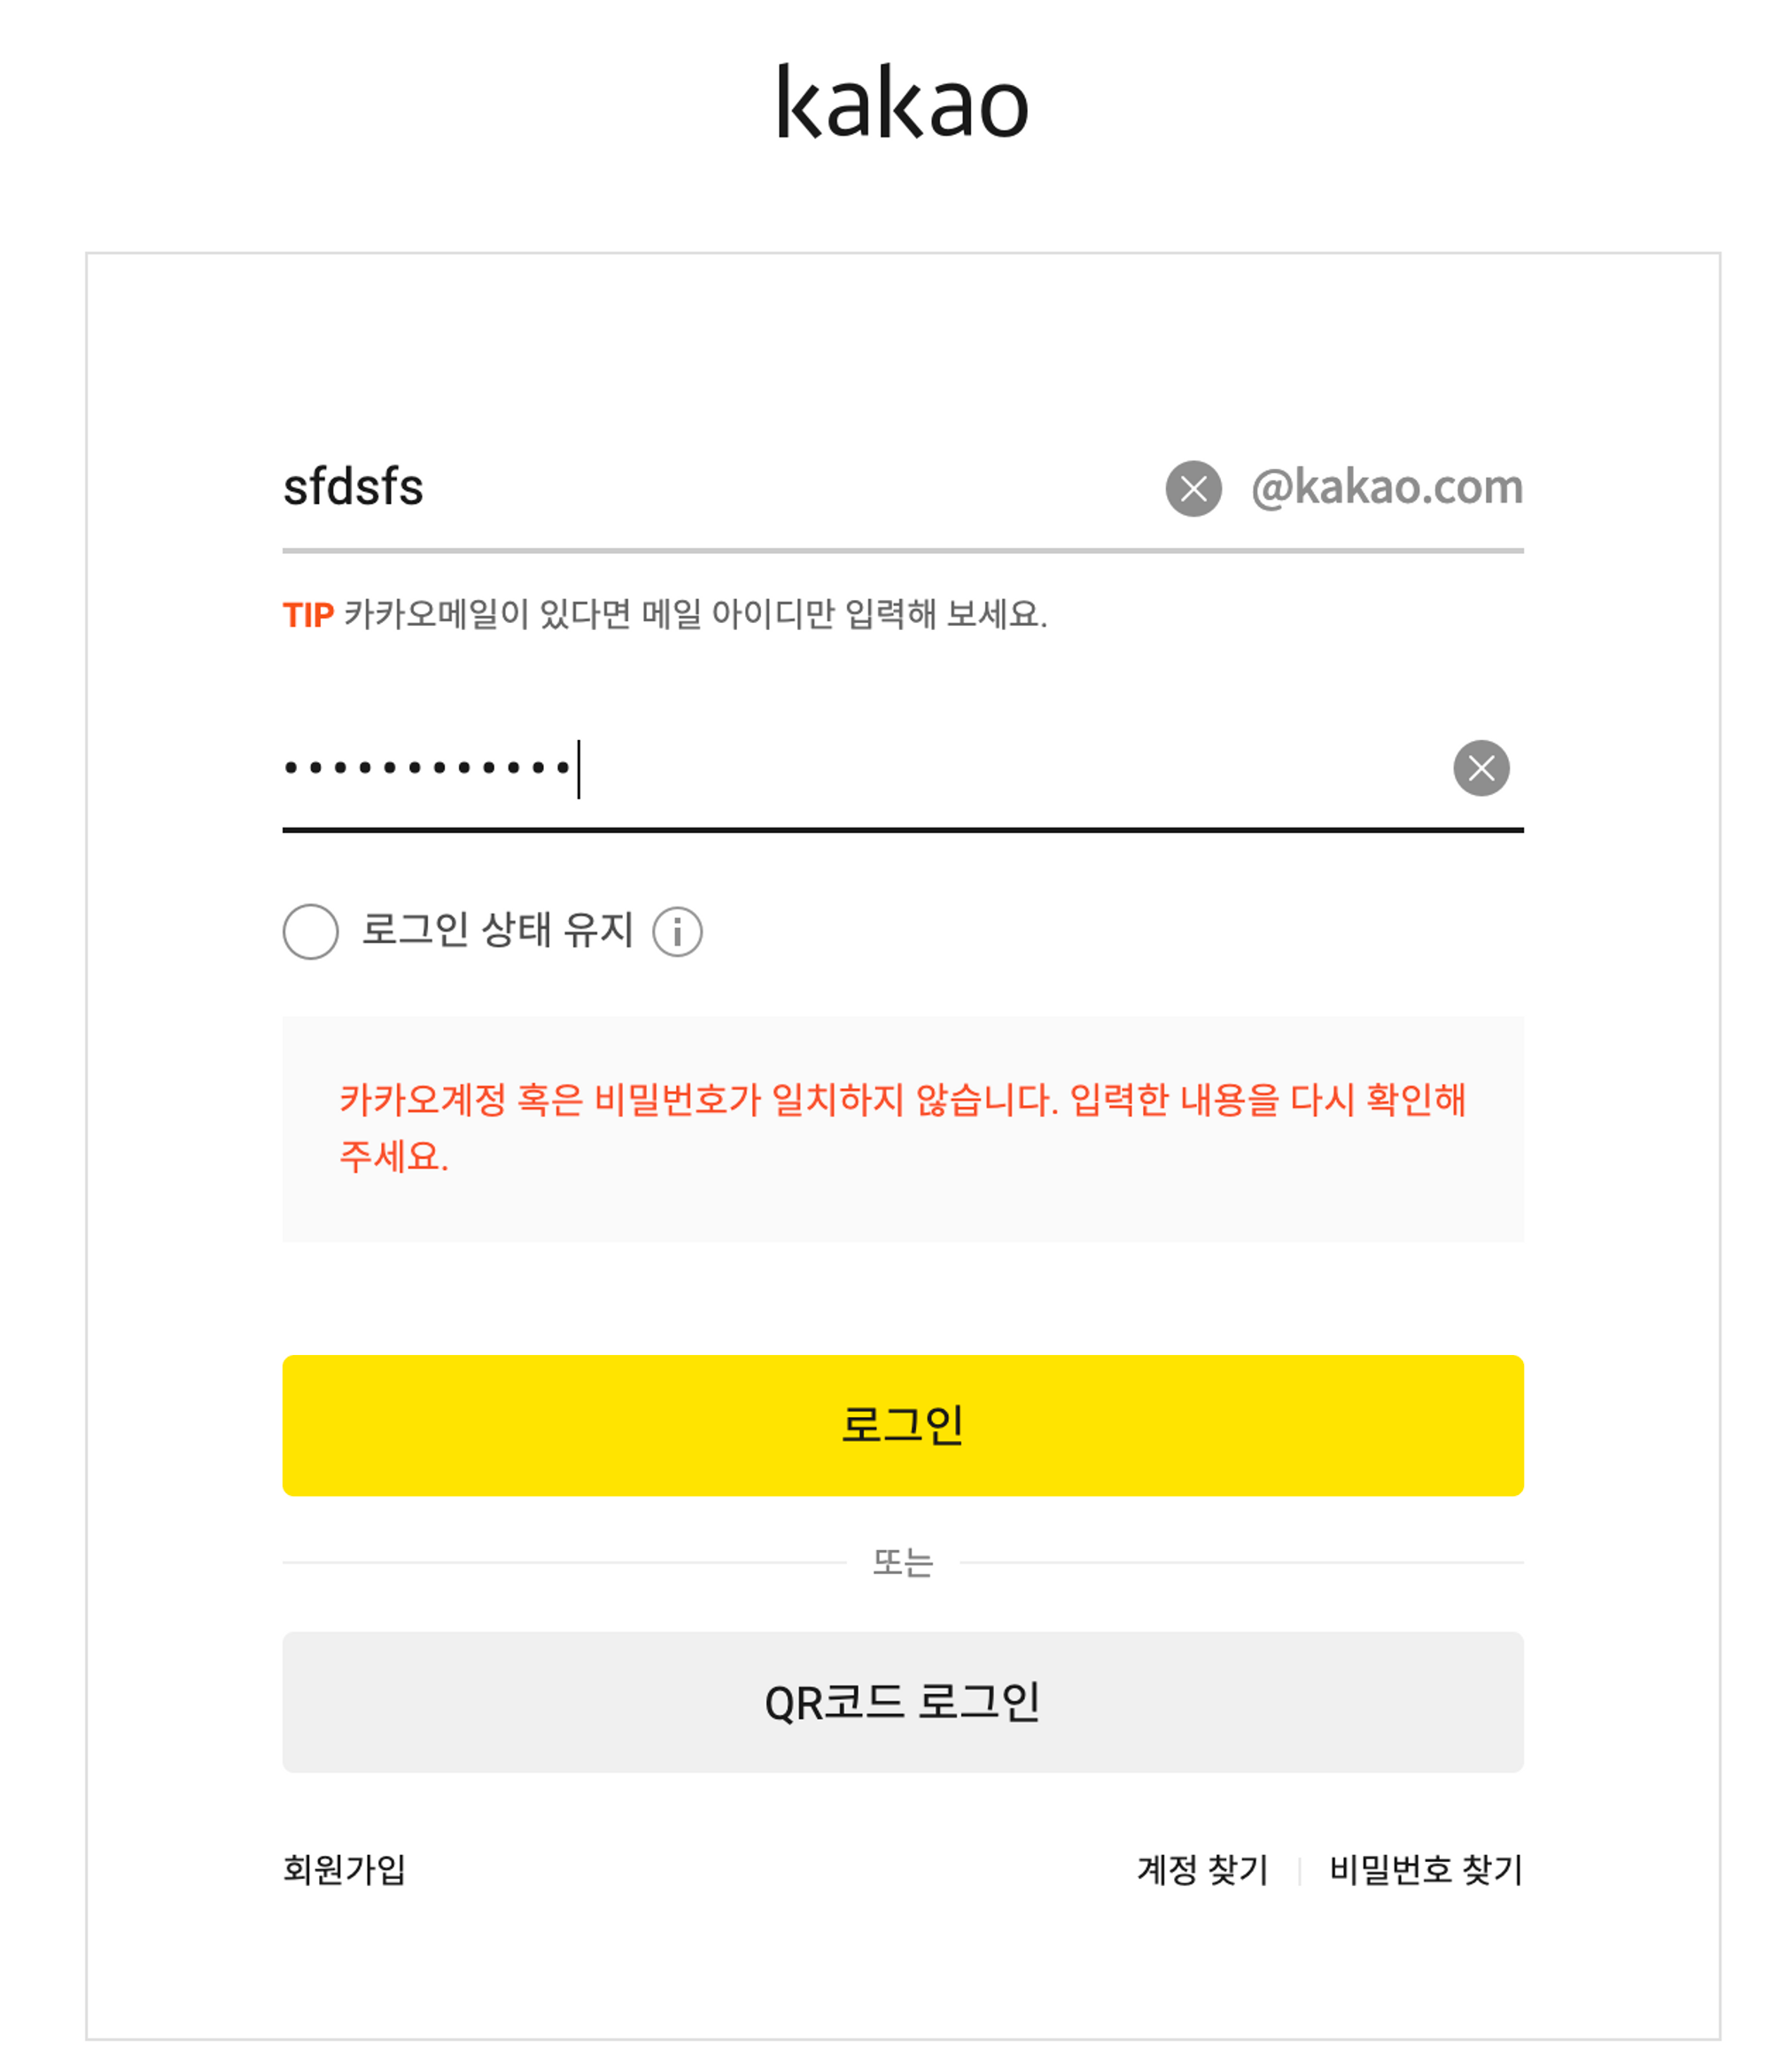 kakao
sfdsfs @kakao.com
TIP 카카오메일이 있다면 메일 아이디만 입력해 보세요.
••••••••••••
로그인 상태 유지 i
카카오계정 혹은 비밀번호가 일치하지 않습니다. 입력한 내용을 다시 확인해
주세요.
로그인
또는
QR코드 로그인
회원가입 계정 찾기 | 비밀번호 찾기